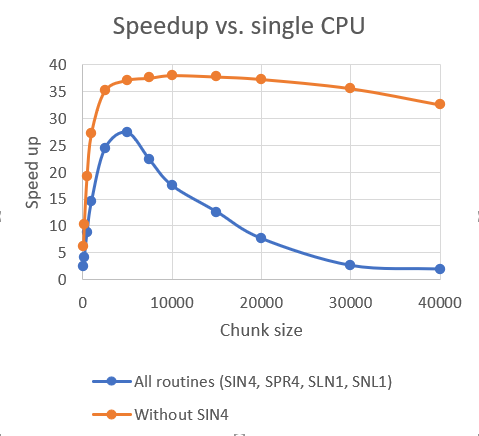 Speedup vs. single CPU
40
35
30
25
20
15
10
5
0
Speed up
0 10000 20000 30000 40000
Chunk size
All routines (SIN4, SPR4, SLN1, SNL1)
Without SIN4